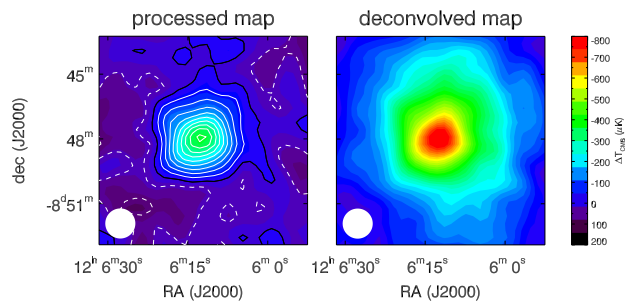 processed map
deconvolved map
dec (J2000)
45ᵐ
48ᵐ
-8ᵈ51ᵐ
12ʰ 6ᵐ30ˢ
6ᵐ15ˢ
6ᵐ 0ˢ
RA (J2000)
12ʰ 6ᵐ30ˢ
6ᵐ15ˢ
6ᵐ 0ˢ
RA (J2000)
-800
-700
-600
-500
-400
-300
-200
-100
0
100
200
ΔT_CMB (μK)